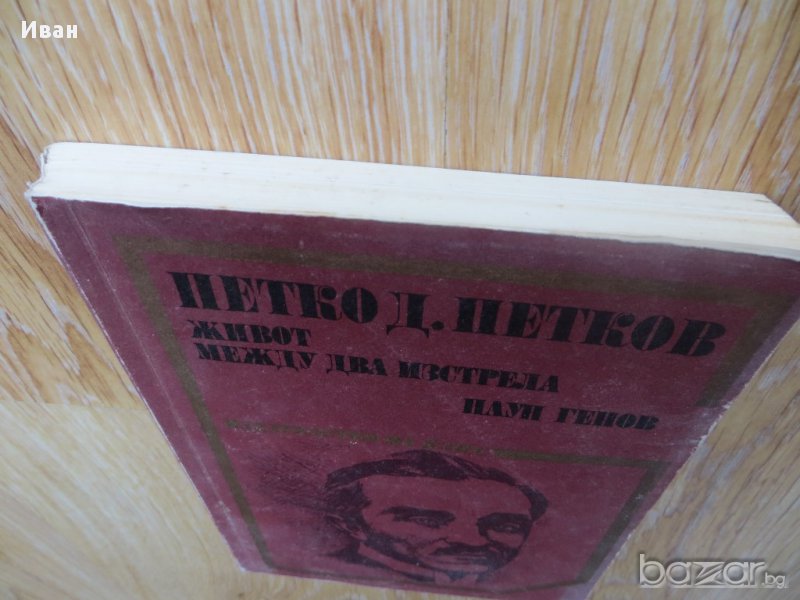 Иван
ПЕТКО Д. ПЕТКОВ
ЖИВОТ
МЕЖДУ ДВА ИЗСТРЕЛА
НАУМ ГЕНОВ
bazar.bg